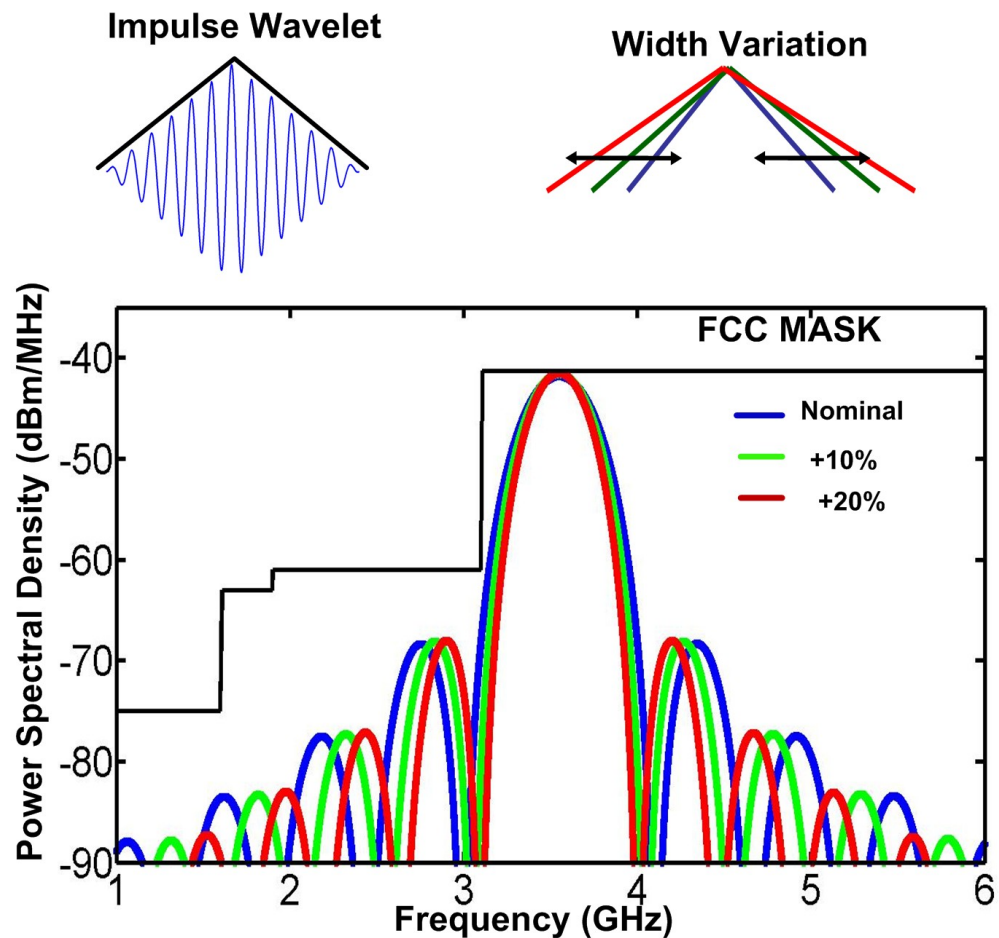 Impulse Wavelet
Width Variation
FCC MASK
Nominal
+10%
+20%
Power Spectral Density (dBm/MHz)
-40
-50
-60
-70
-80
-90
1 2 3 4 5 6
Frequency (GHz)